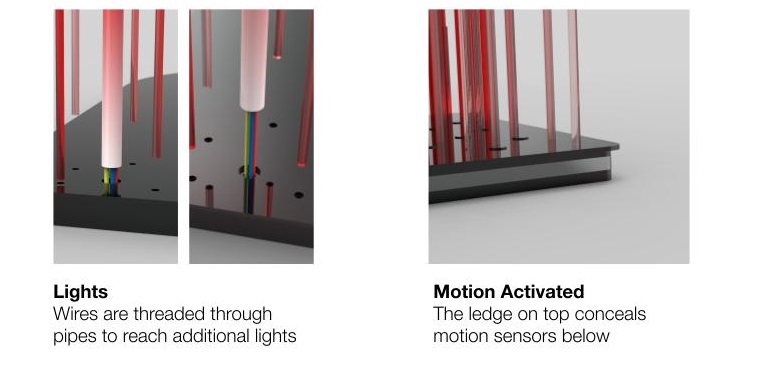 Lights
Wires are threaded through
pipes to reach additional lights
Motion Activated
The ledge on top conceals
motion sensors below